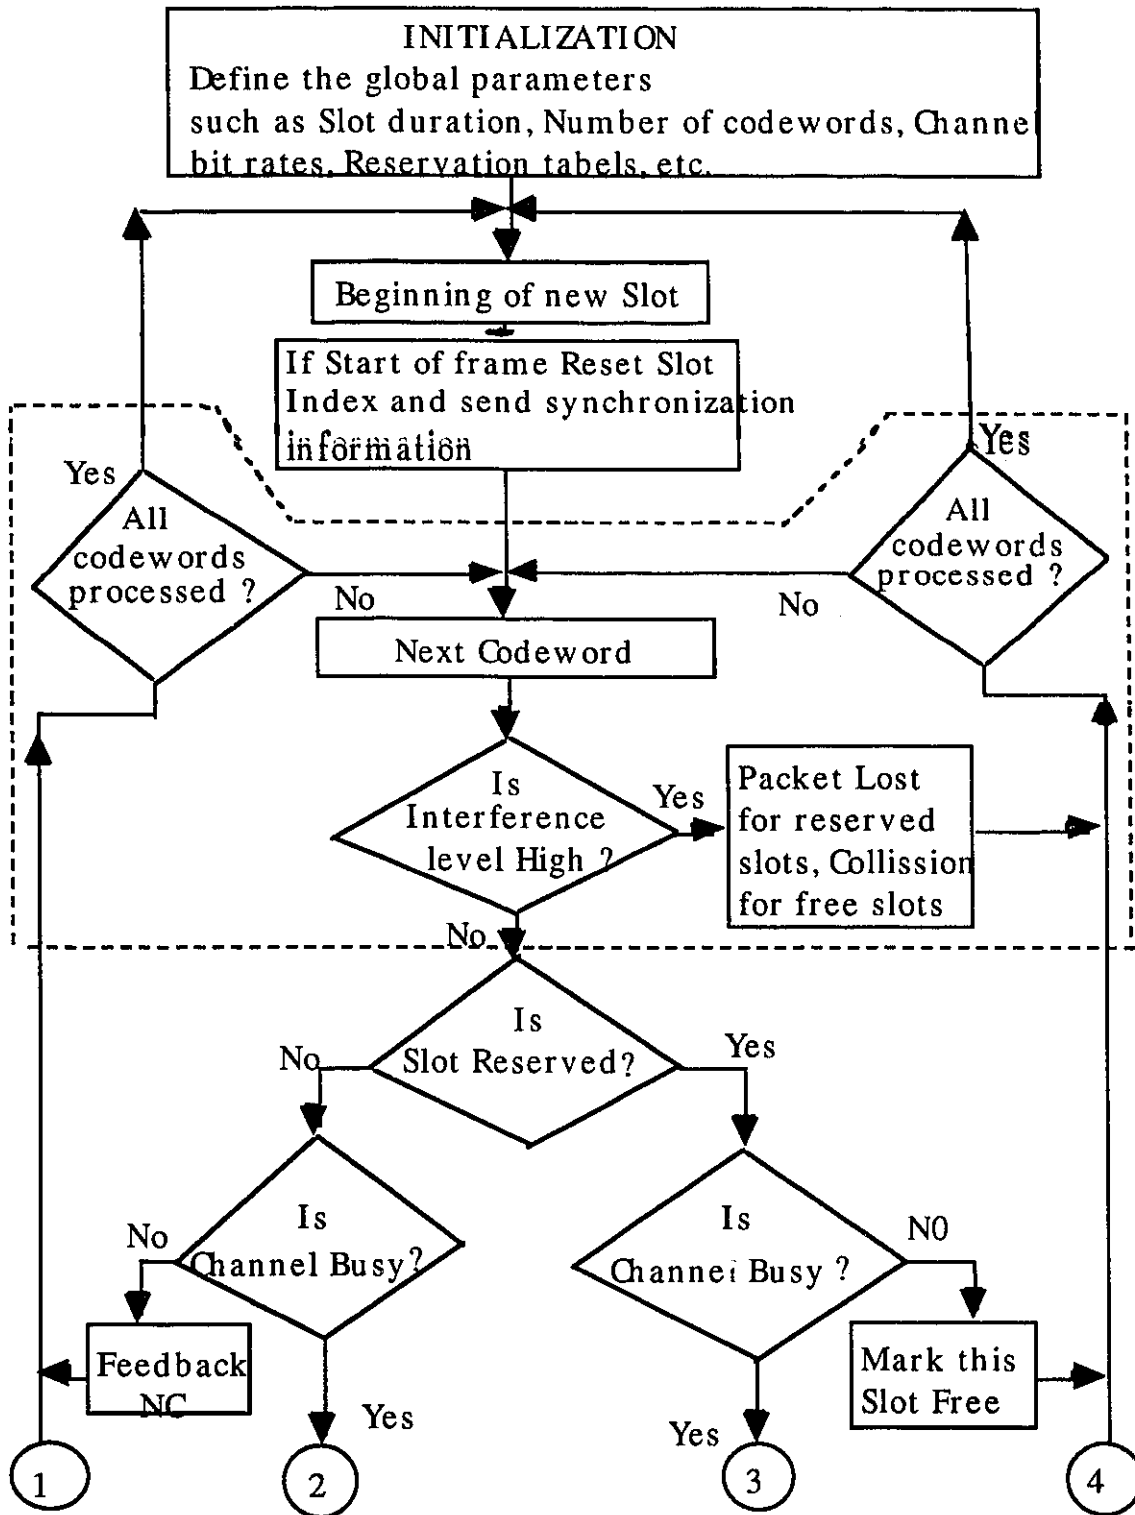 INITIALIZATION
Define the global parameters
such as Slot duration, Number of codewords, Channel
bit rates, Reservation tabels, etc.
Beginning of new Slot
If Start of frame Reset Slot
Index and send synchronization
information
Yes
All
codewords
processed ?
No
Yes
All
codewords
processed ?
No
Next Codeword
Is
Interference
level High ?
Yes
Packet Lost
for reserved
slots, Collission
for free slots
No
Is
Slot Reserved?
No
Yes
Is
Channel Busy?
No
Is
Channel Busy ?
N0
Feedback
NC
Yes
Yes
Mark this
Slot Free
1
2
3
4